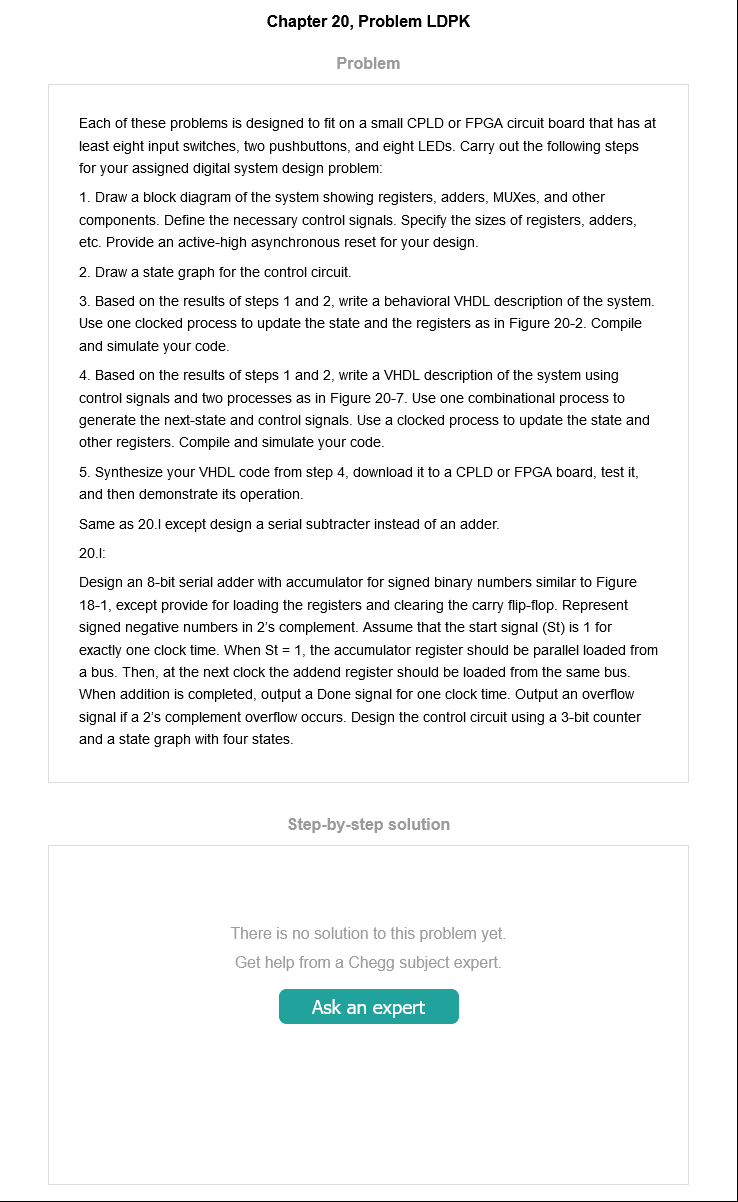 Chapter 20, Problem LDPK
Problem
Each of these problems is designed to fit on a small CPLD or FPGA circuit board that has at
least eight input switches, two pushbuttons, and eight LEDs. Carry out the following steps
for your assigned digital system design problem:
1. Draw a block diagram of the system showing registers, adders, MUXes, and other
components. Define the necessary control signals. Specify the sizes of registers, adders,
etc. Provide an active-high asynchronous reset for your design.
2. Draw a state graph for the control circuit.
3. Based on the results of steps 1 and 2, write a behavioral VHDL description of the system.
Use one clocked process to update the state and the registers as in Figure 20-2. Compile
and simulate your code.
4. Based on the results of steps 1 and 2, write a VHDL description of the system using
control signals and two processes as in Figure 20-7. Use one combinational process to
generate the next-state and control signals. Use a clocked process to update the state and
other registers. Compile and simulate your code.
5. Synthesize your VHDL code from step 4, download it to a CPLD or FPGA board, test it,
and then demonstrate its operation.
Same as 20.I except design a serial subtracter instead of an adder.
20.I:
Design an 8-bit serial adder with accumulator for signed binary numbers similar to Figure
18-1, except provide for loading the registers and clearing the carry flip-flop. Represent
signed negative numbers in 2's complement. Assume that the start signal (St) is 1 for
exactly one clock time. When St = 1, the accumulator register should be parallel loaded from
a bus. Then, at the next clock the addend register should be loaded from the same bus.
When addition is completed, output a Done signal for one clock time. Output an overflow
signal if a 2's complement overflow occurs. Design the control circuit using a 3-bit counter
and a state graph with four states.
Step-by-step solution
There is no solution to this problem yet.
Get help from a Chegg subject expert.
Ask an expert